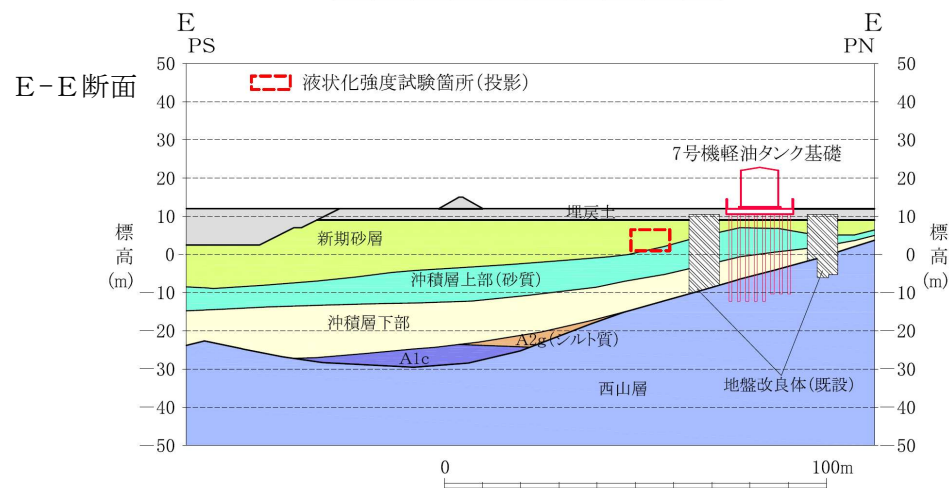 E
PS
E
PN
E-E断面
液状化強度試験箇所(投影)
7号機軽油タンク基礎
50
40
30
20
10
0
-10
-20
-30
-40
-50
標高(m)
埋戻土
新期砂層
沖積層上部(砂質)
沖積層下部
A2g(シルト質)
A1c
西山層
地盤改良体(既設)
50
40
30
20
10
0
-10
-20
-30
-40
-50
標高(m)
0
100m